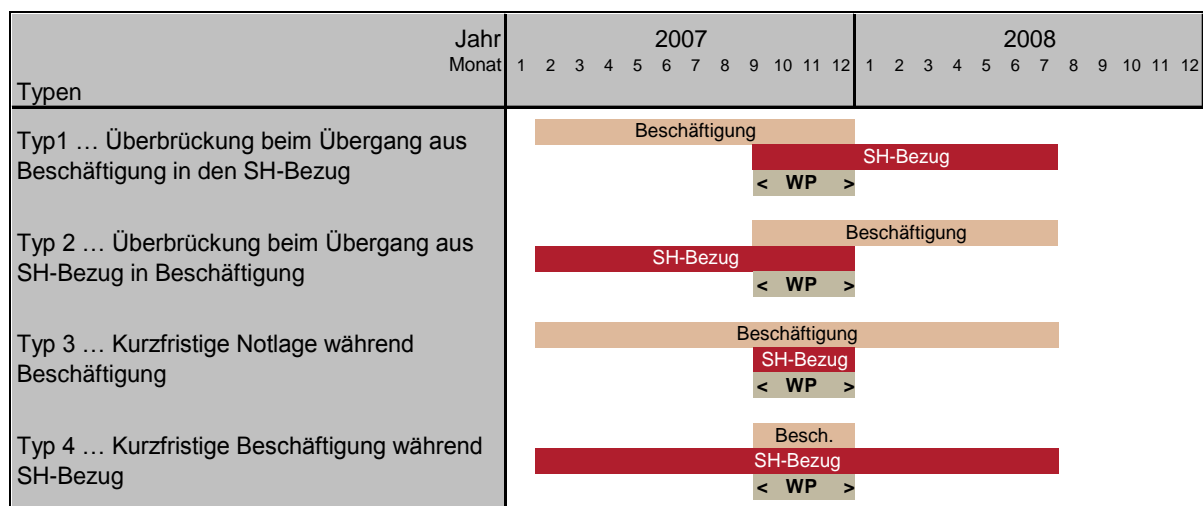 Jahr 2007 2008
Monat 1 2 3 4 5 6 7 8 9 10 11 12 1 2 3 4 5 6 7 8 9 10 11 12
Typen
Typ1 … Überbrückung beim Übergang aus
Beschäftigung in den SH-Bezug
Beschäftigung
SH-Bezug
< WP >
Typ 2 … Überbrückung beim Übergang aus
SH-Bezug in Beschäftigung
Beschäftigung
SH-Bezug
< WP >
Typ 3 … Kurzfristige Notlage während
Beschäftigung
Beschäftigung
SH-Bezug
< WP >
Typ 4 … Kurzfristige Beschäftigung während
SH-Bezug
Besch.
SH-Bezug
< WP >